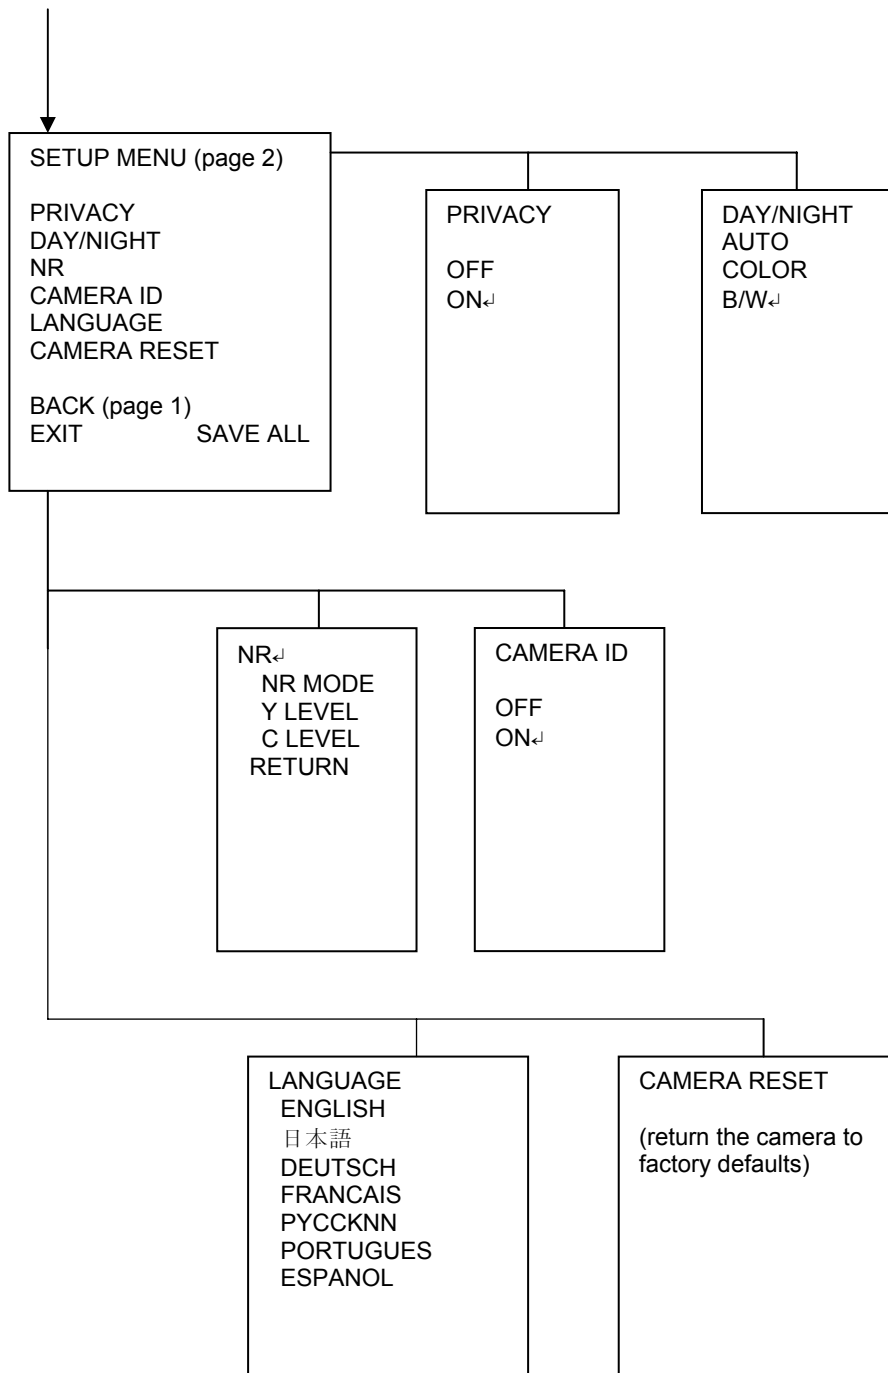 SETUP MENU (page 2)
PRIVACY
DAY/NIGHT
NR
CAMERA ID
LANGUAGE
CAMERA RESET
BACK (page 1)
EXIT SAVE ALL
PRIVACY
OFF
ON↵
DAY/NIGHT
AUTO
COLOR
B/W↵
NR↵
NR MODE
Y LEVEL
C LEVEL
RETURN
CAMERA ID
OFF
ON↵
LANGUAGE
ENGLISH
日本語
DEUTSCH
FRANCAIS
PYCCKNN
PORTUGUES
ESPANOL
CAMERA RESET
(return the camera to
factory defaults)